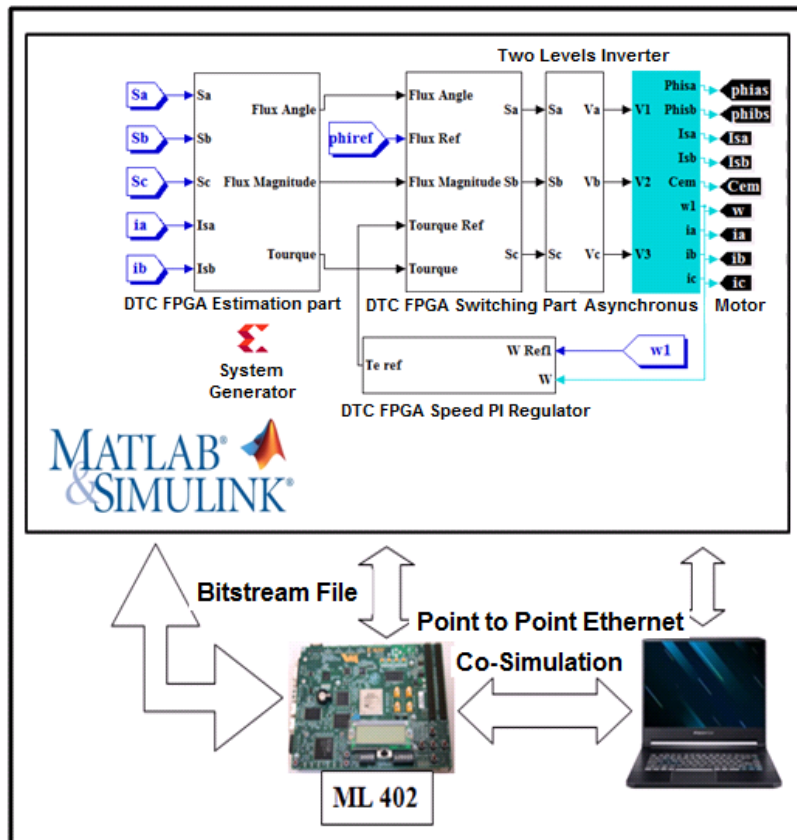 Two Levels Inverter
Sa
Sb
Sc
ia
ib
Sa
Sb
Sc
Isa
Isb
Flux Angle
Flux Magnitude
Tourque
DTC FPGA Estimation part
phiref
Flux Angle
Flux Ref
Flux Magnitude
Tourque Ref
Tourque
Sa
Sb
Sc
DTC FPGA Switching Part
Sa
Sb
Sc
Va
Vb
Vc
V1
V2
V3
Phisa
Phisb
Isa
Isb
Cem
w1
ia
ib
ic
Asynchronus Motor
phias
phibs
Isa
Isb
Cem
w
ia
ib
ic
System
Generator
Te ref
W Ref1
W
w1
DTC FPGA Speed PI Regulator
MATLAB®
&SIMULINK®
Bitstream File
Point to Point Ethernet
Co-Simulation
ML 402